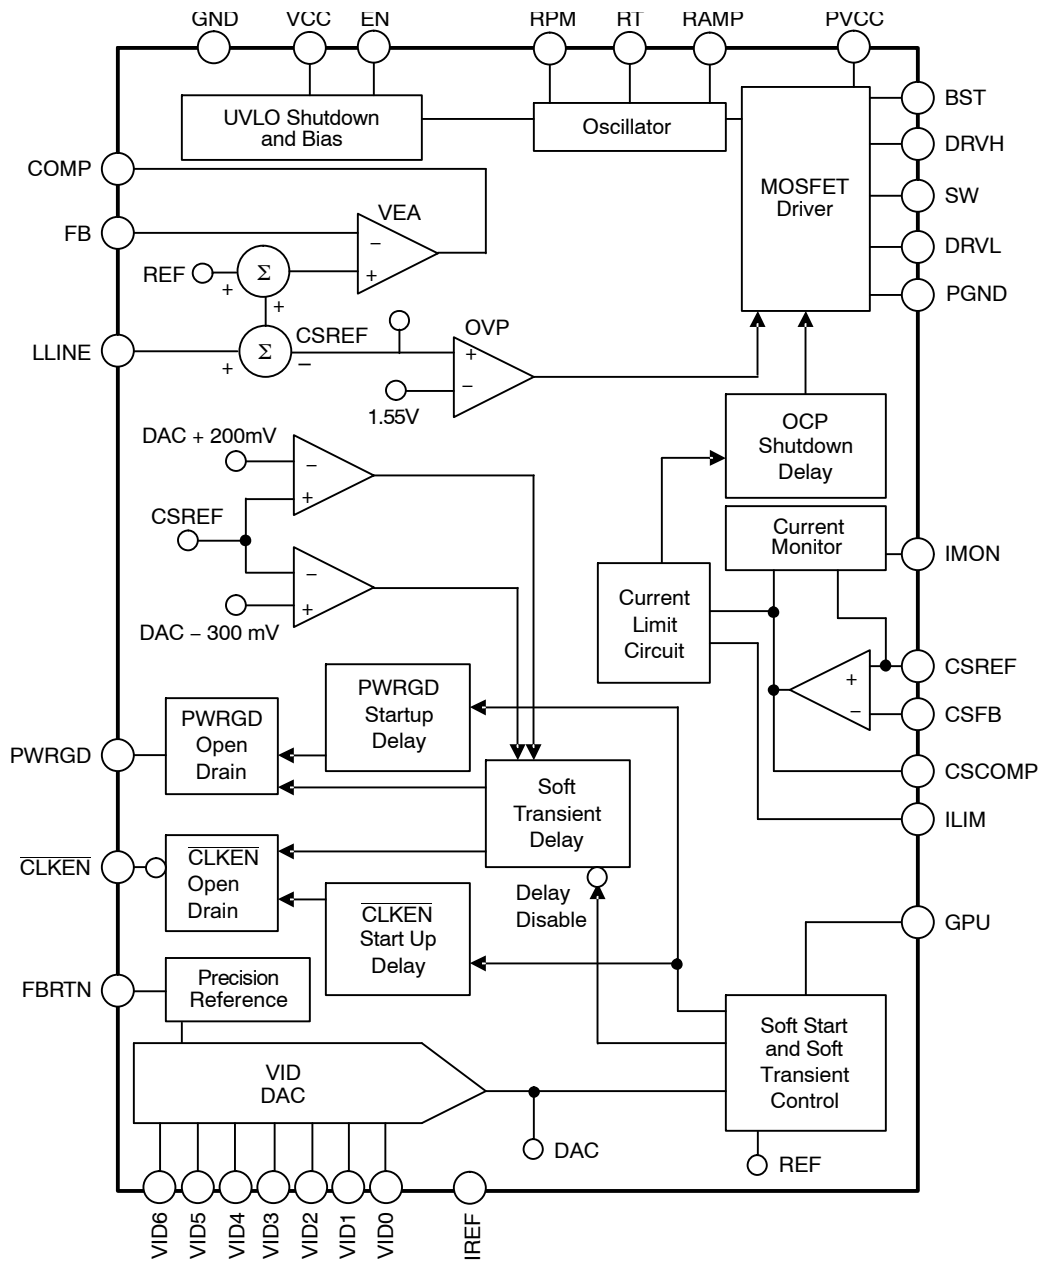 GND
VCC
EN
RPM
RT
RAMP
PVCC
UVLO Shutdown
and Bias
Oscillator
MOSFET
Driver
BST
DRVH
SW
DRVL
PGND
COMP
FB
VEA
−
+
REF
Σ
+
+
LLINE
Σ
+
−
CSREF
OVP
+
−
1.55V
DAC + 200mV
−
+
CSREF
−
+
DAC − 300 mV
OCP
Shutdown
Delay
Current
Monitor
IMON
Current
Limit
Circuit
+
−
CSREF
CSFB
CSCOMP
ILIM
PWRGD
PWRGD
Open
Drain
PWRGD
Startup
Delay
Soft
Transient
Delay
CLKEN
CLKEN
Open
Drain
CLKEN
Start Up
Delay
Delay
Disable
GPU
FBRTN
Precision
Reference
VID
DAC
Soft Start
and Soft
Transient
Control
DAC
REF
VID6
VID5
VID4
VID3
VID2
VID1
VID0
IREF